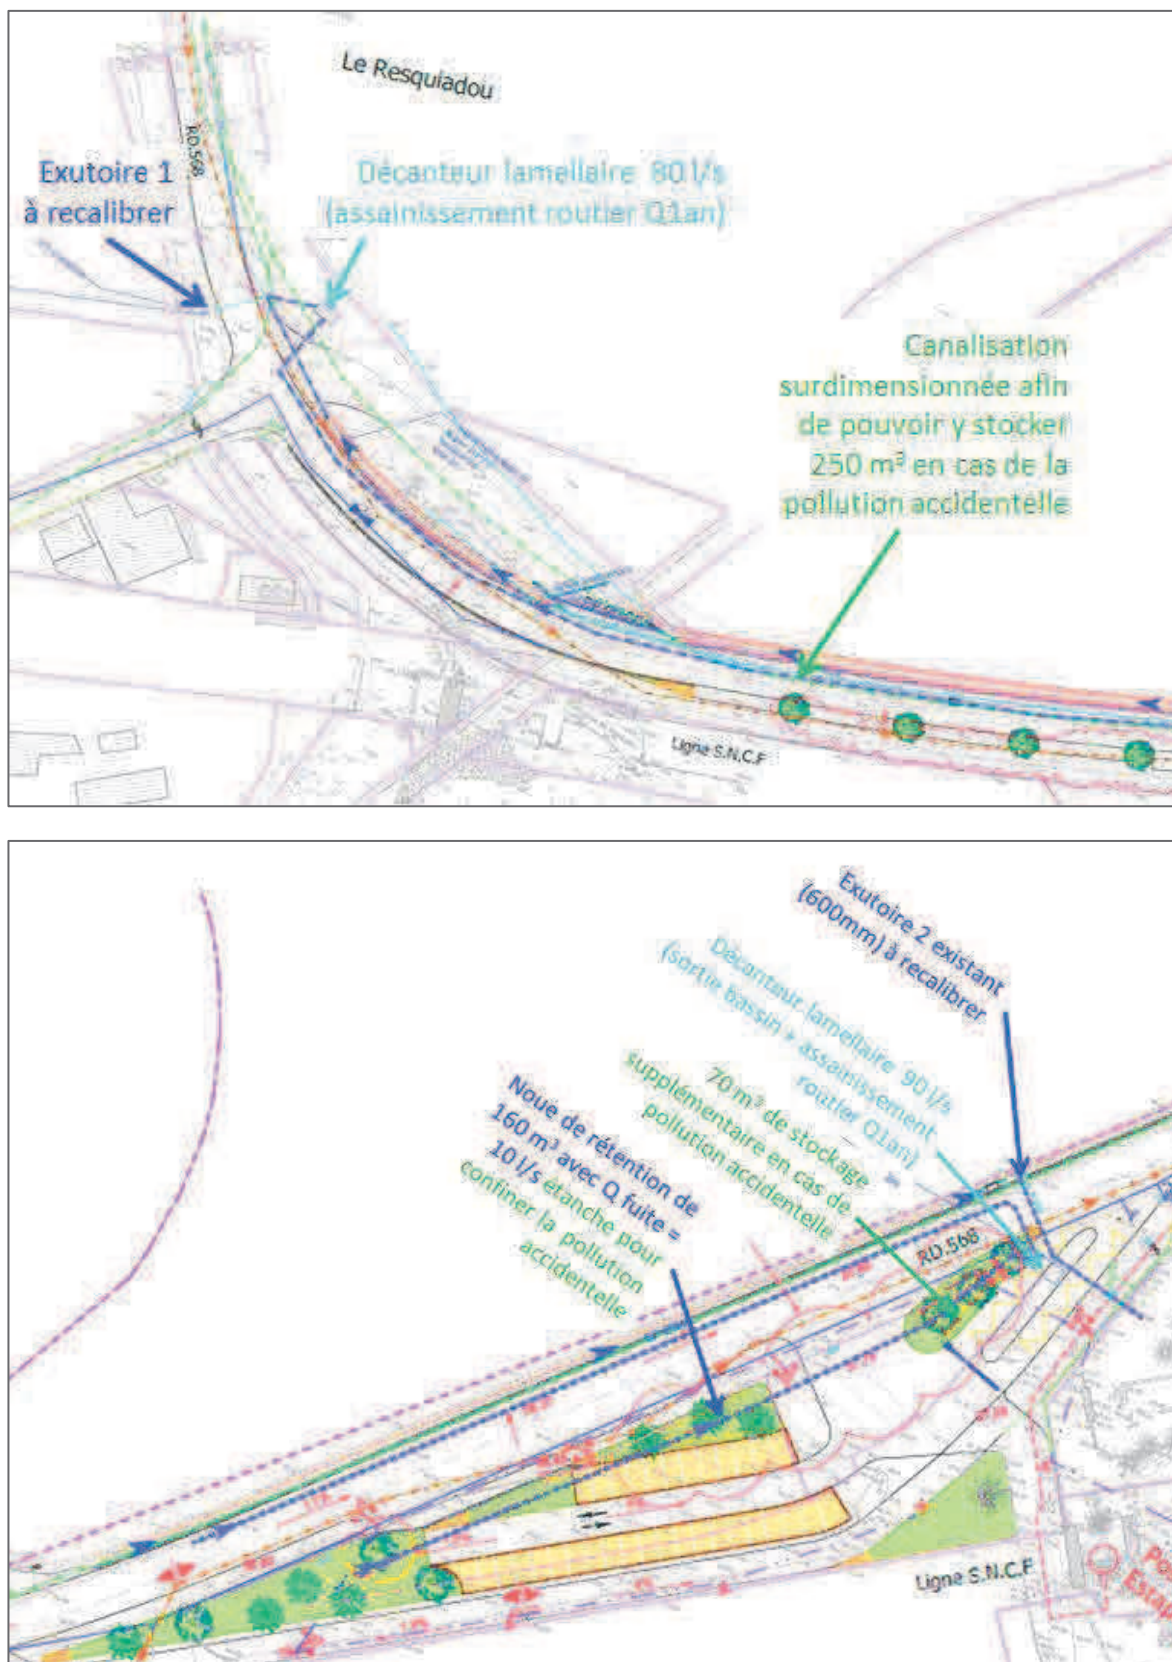 Le Resquiadou
RD.568
Exutoire 1
à recalibrer
Décanteur lamellaire 80 l/s
(assainissement routier Q1an)
Canalisation
surdimensionnée afin
de pouvoir y stocker
250 m³ en cas de la
pollution accidentelle
Ligne S.N.C.F
Exutoire 2 existant
(600mm) à recalibrer
Décanteur lamellaire 90 l/s
(sortie bassin + assainissement
routier Q1an)
70 m³ de stockage
supplémentaire en cas de
pollution accidentelle
Noue de rétention de
160 m³ avec Q fuite =
10 l/s étanche pour
confiner la pollution
accidentelle
RD.568
Ligne S.N.C.F